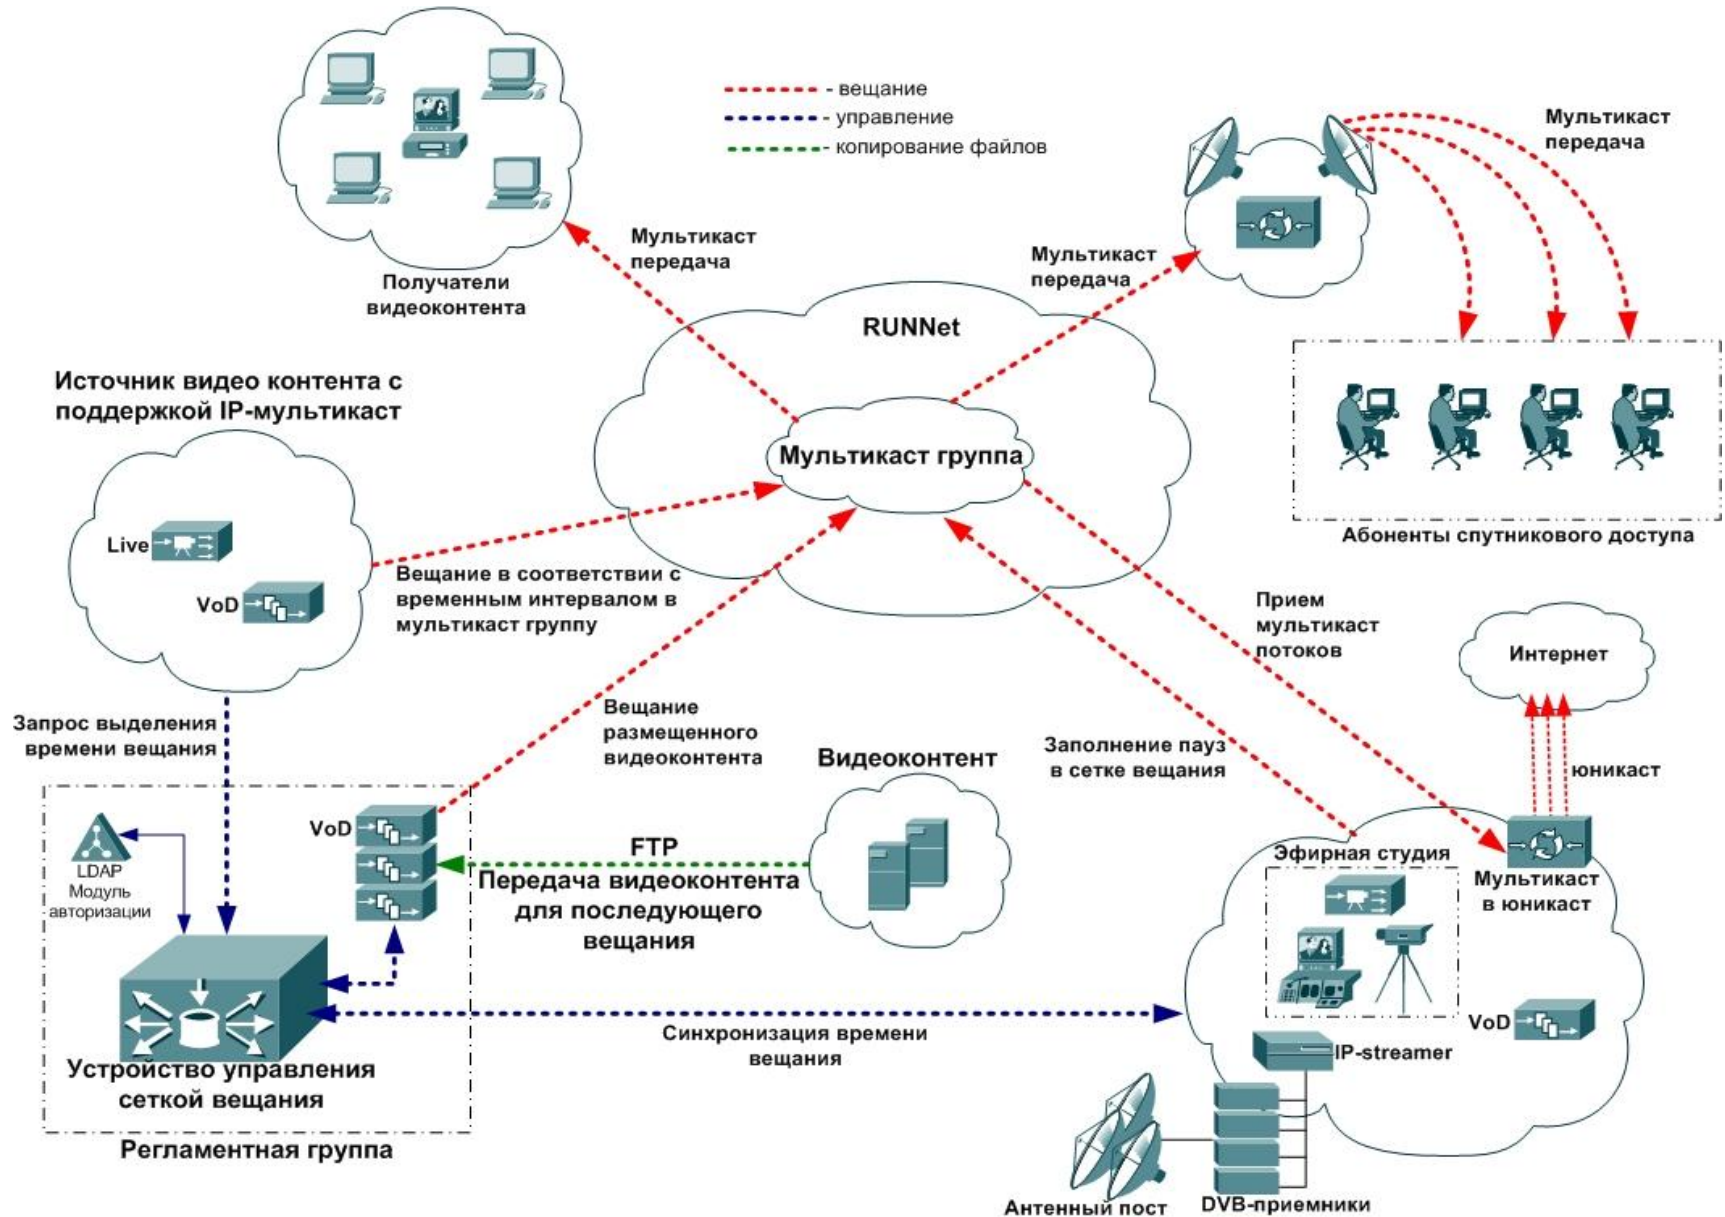 - вещание
- управление
- копирование файлов
Мультикаст
передача
Мультикаст
передача
Мультикаст
передача
Получатели
видеоконтента
RUNNet
Мультикаст группа
Источник видео контента с
поддержкой IP-мультикаст
Live
VoD
Абоненты спутникового доступа
Вещание в соответствии с
временным интервалом в
мультикаст группу
Прием
мультикаст
потоков
Интернет
Запрос выделения
времени вещания
Вещание
размещенного
видеоконтента
Заполнение пауз
в сетке вещания
юникаст
Видеоконтент
VoD
LDAP
Модуль
авторизации
FTP
Передача видеоконтента
для последующего
вещания
Эфирная студия
Мультикаст
в юникаст
VoD
Синхронизация времени
вещания
IP-streamer
Устройство управления
сеткой вещания
Регламентная группа
Антенный пост
DVB-приемники